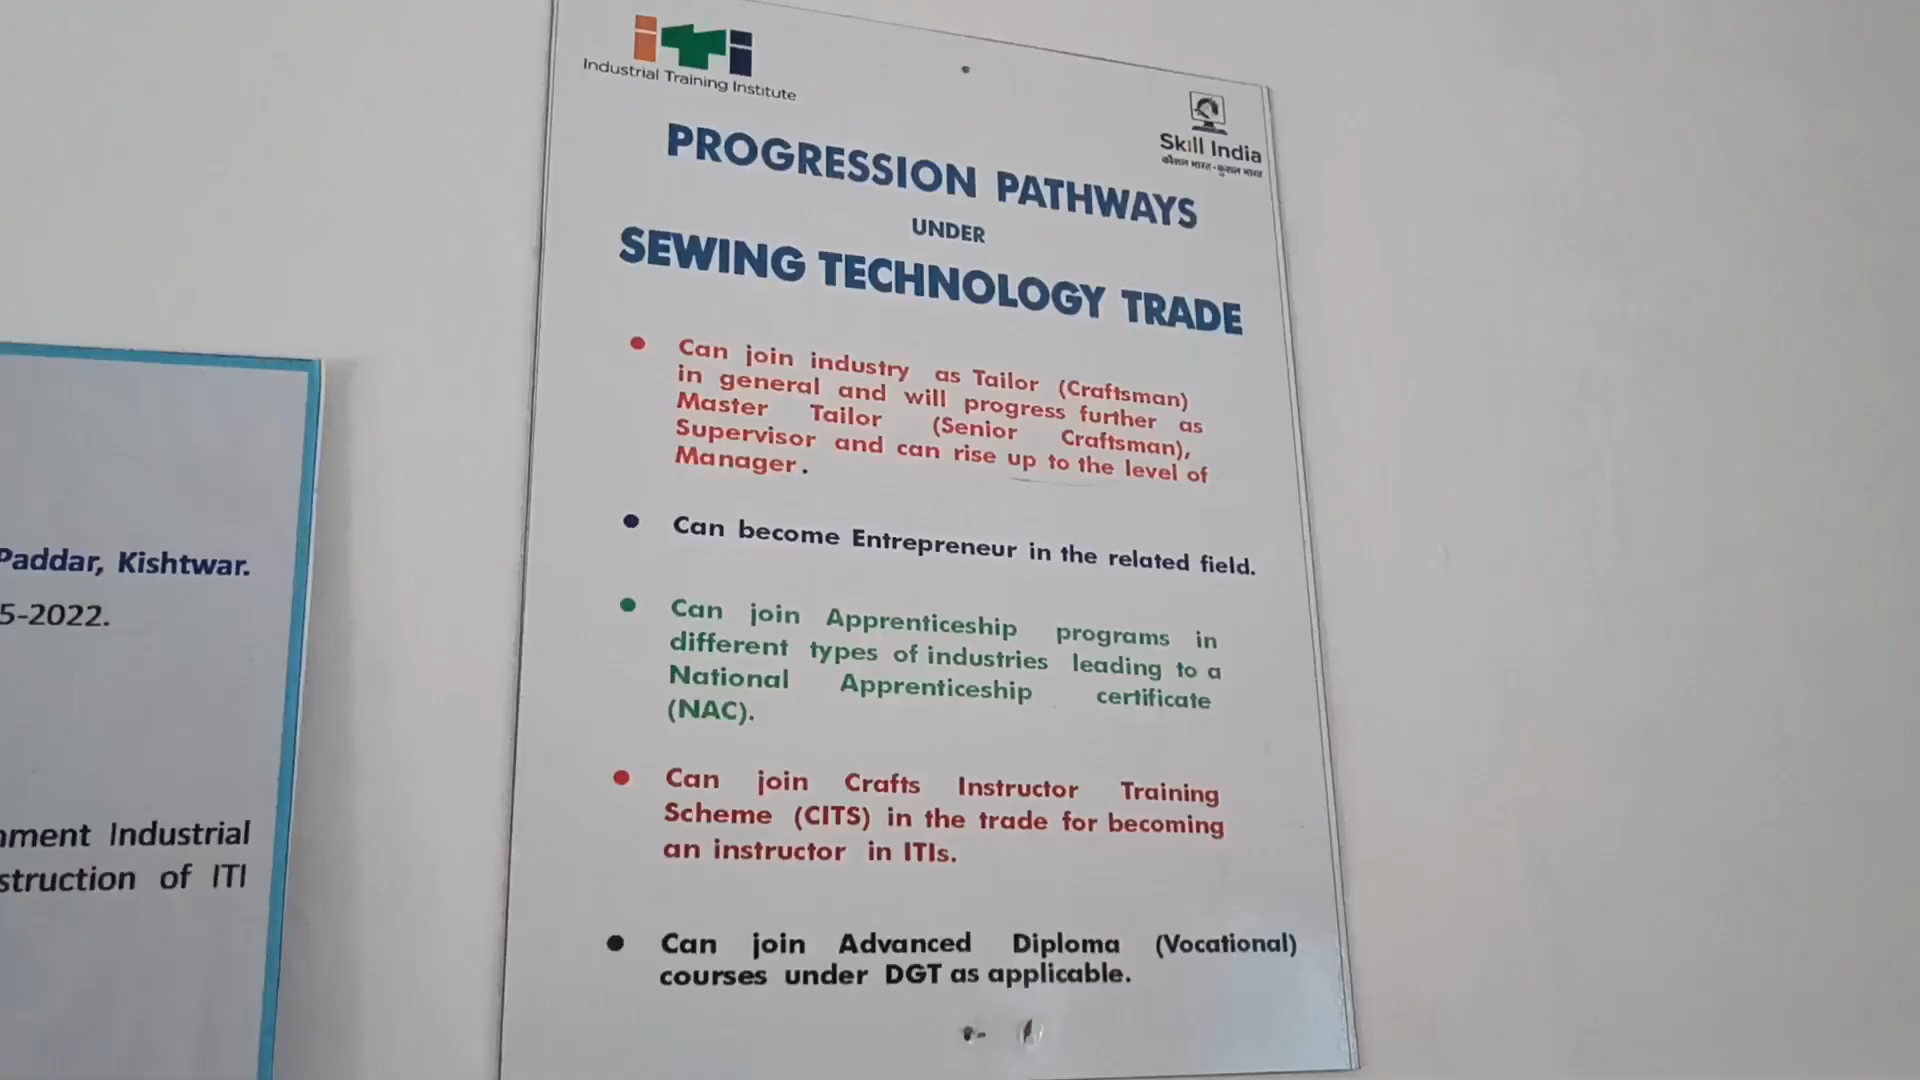 iTi
Industrial Training Institute
Skill India
कौशल भारत - कुशल भारत
PROGRESSION PATHWAYS
UNDER
SEWING TECHNOLOGY TRADE
• Can join industry as Tailor (Craftsman)
in general and will progress further as
Master Tailor (Senior Craftsman),
Supervisor and can rise up to the level of
Manager.
• Can become Entrepreneur in the related field.
• Can join Apprenticeship programs in
different types of industries leading to a
National Apprenticeship certificate
(NAC).
• Can join Crafts Instructor Training
Scheme (CITS) in the trade for becoming
an instructor in ITIs.
• Can join Advanced Diploma (Vocational)
courses under DGT as applicable.
Paddar, Kishtwar.
5-2022.
nment Industrial
struction of ITI